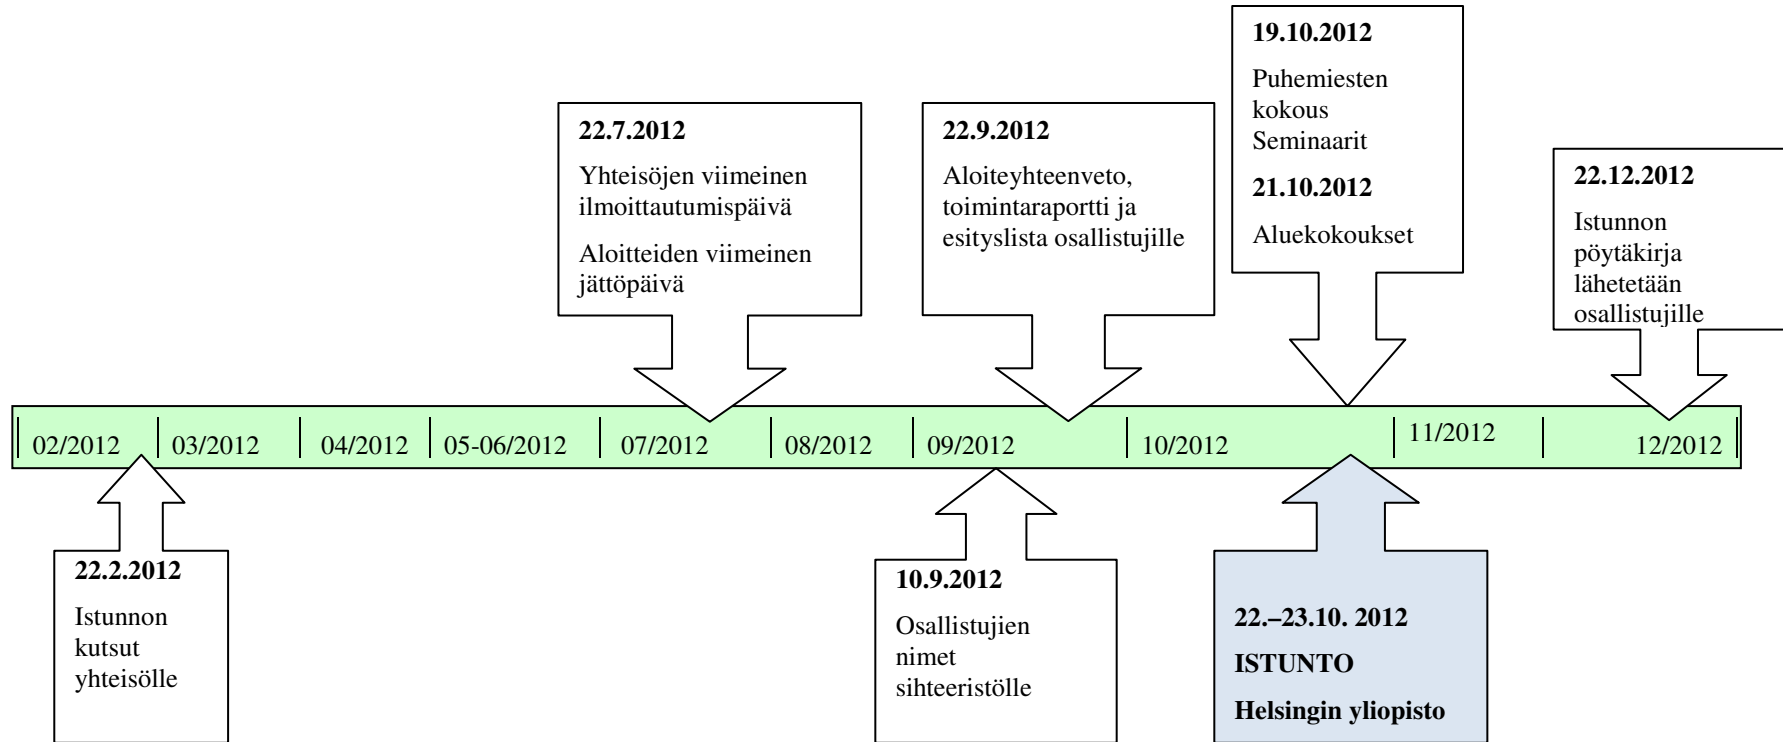 19.10.2012
Puhemiesten
kokous
Seminaarit
21.10.2012
Aluekokoukset
22.7.2012
Yhteisöjen viimeinen
ilmoittautumispäivä
Aloitteiden viimeinen
jättöpäivä
22.9.2012
Aloiteyhteenveto,
toimintaraportti ja
esityslista osallistujille
22.12.2012
Istunnon
pöytäkirja
lähetetään
osallistujille
02/2012 03/2012 04/2012 05-06/2012 07/2012 08/2012 09/2012 10/2012 11/2012 12/2012
22.2.2012
Istunnon
kutsut
yhteisölle
10.9.2012
Osallistujien
nimet
sihteeristölle
22.–23.10. 2012
ISTUNTO
Helsingin yliopisto